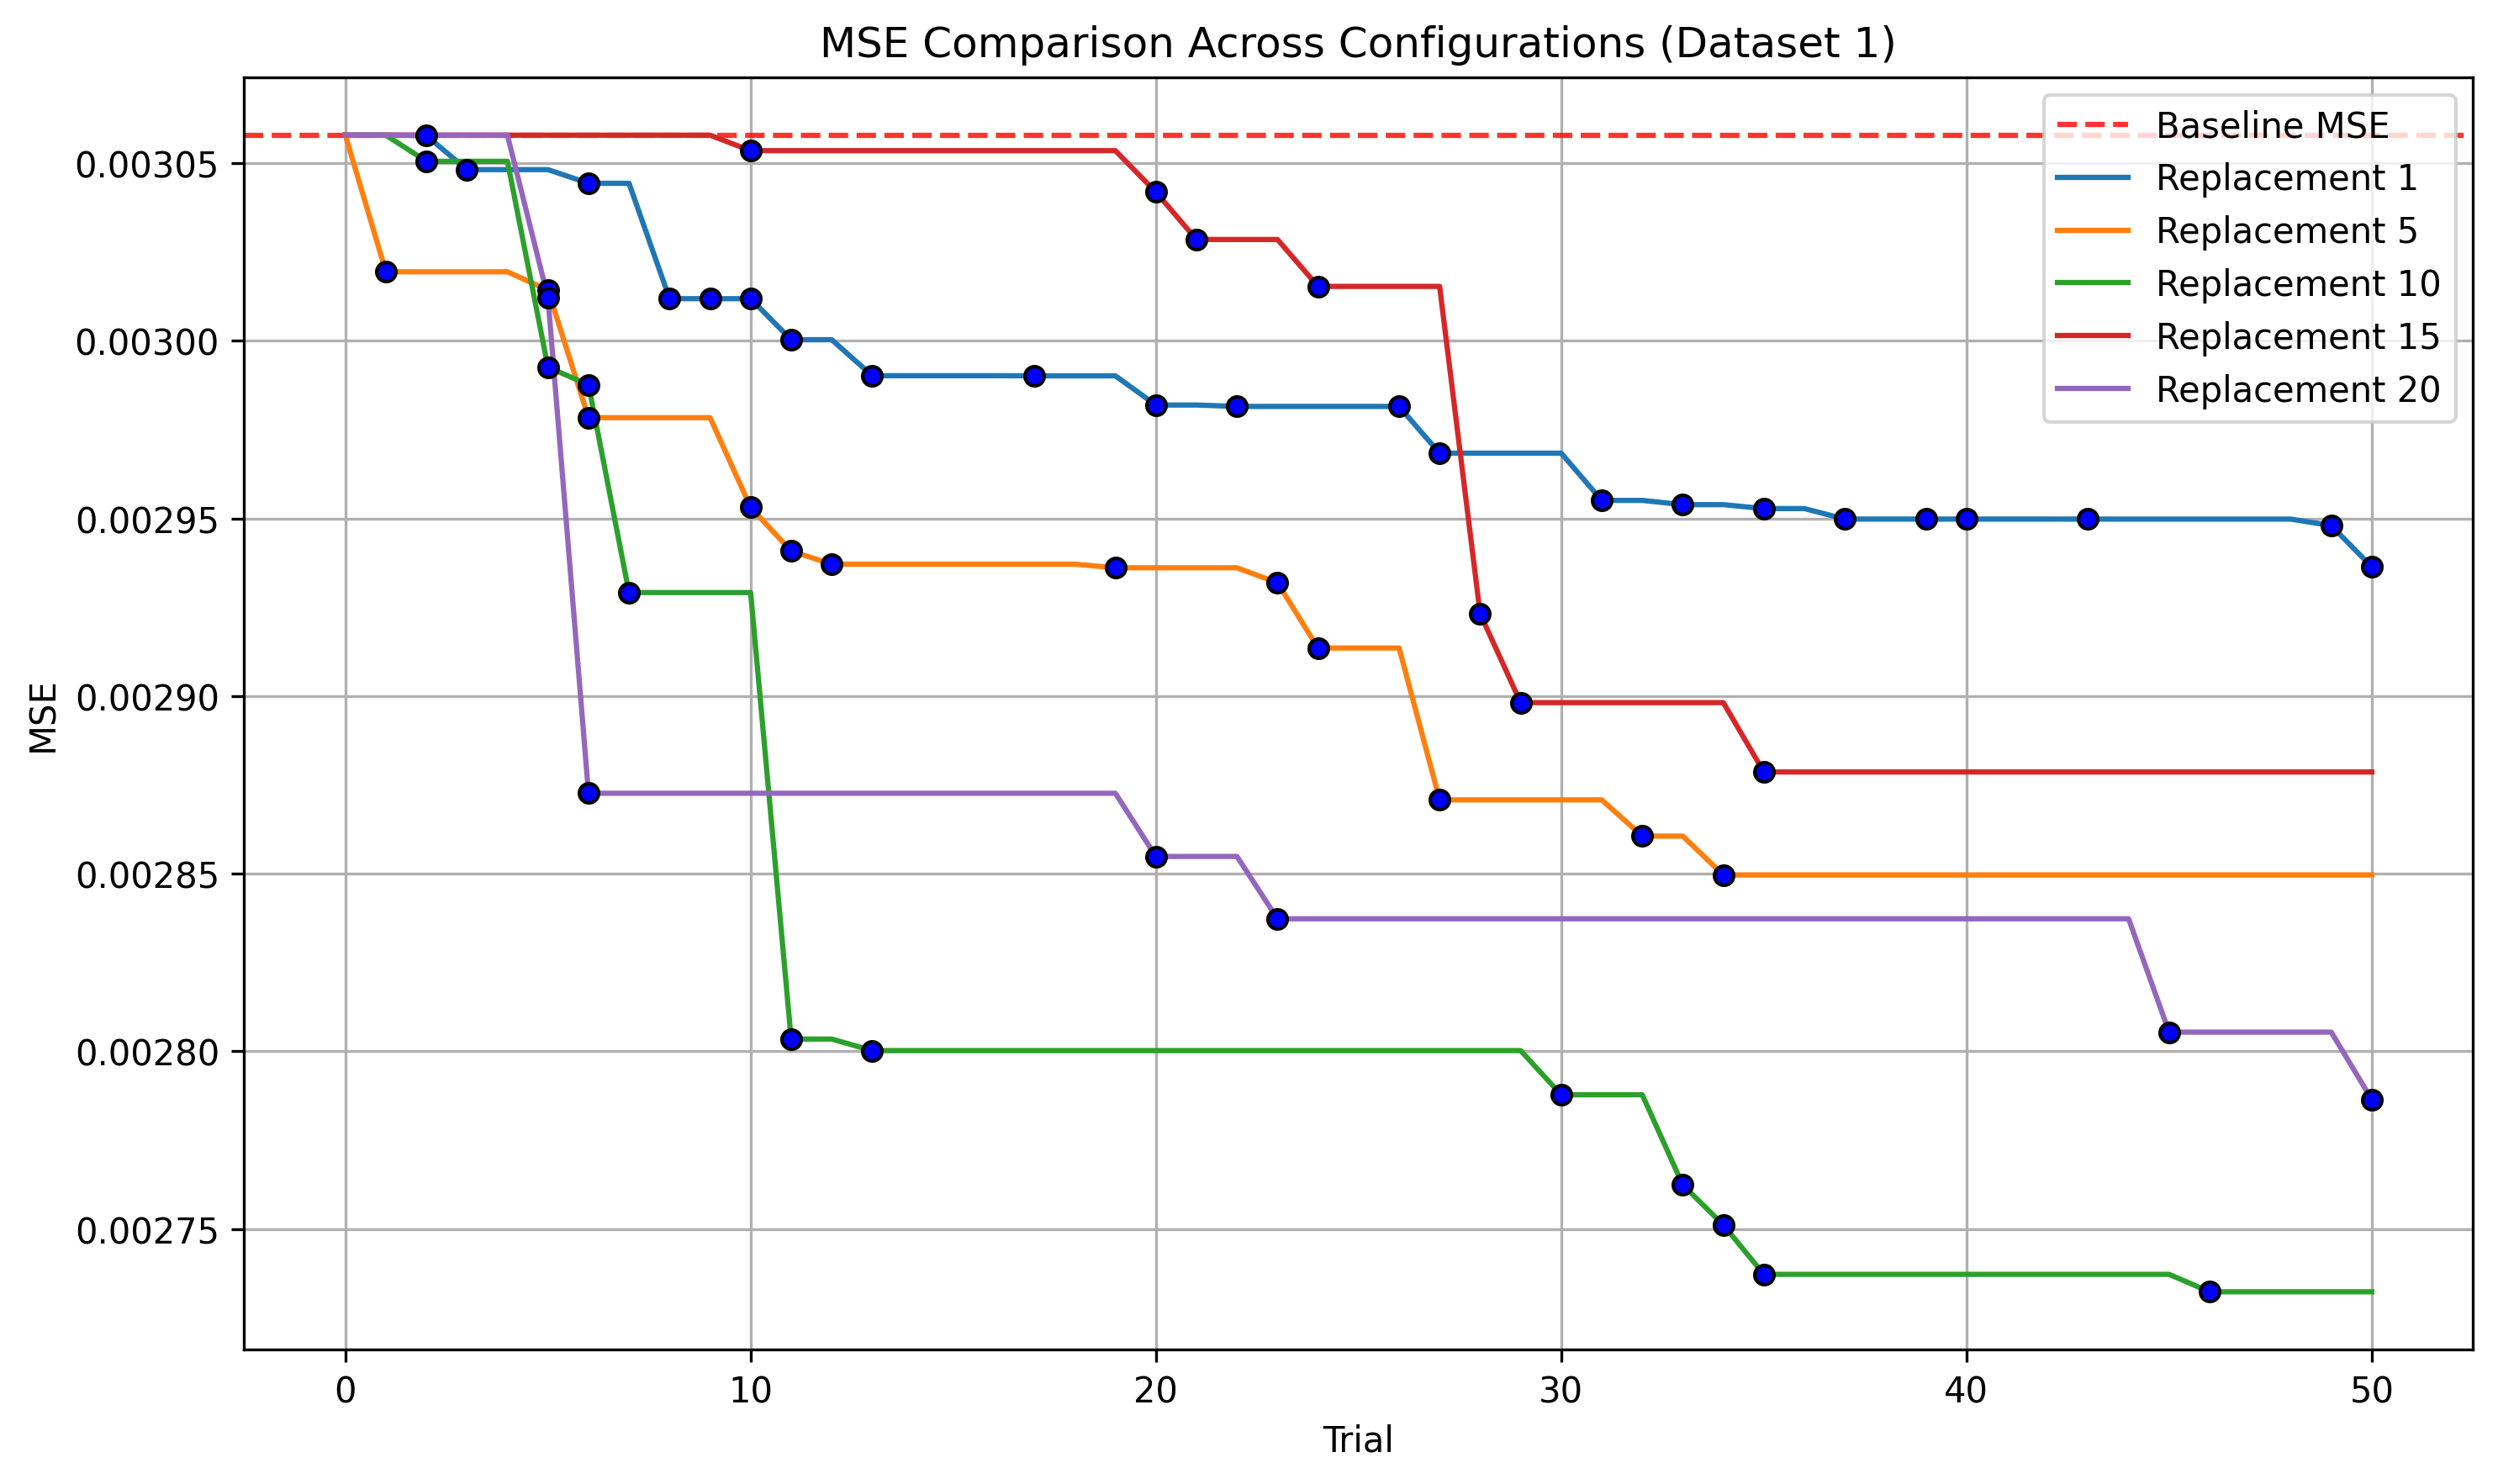 MSE Comparison Across Configurations (Dataset 1)
Baseline MSE
Replacement 1
Replacement 5
Replacement 10
Replacement 15
Replacement 20
MSE
0.00305
0.00300
0.00295
0.00290
0.00285
0.00280
0.00275
0 10 20 30 40 50
Trial